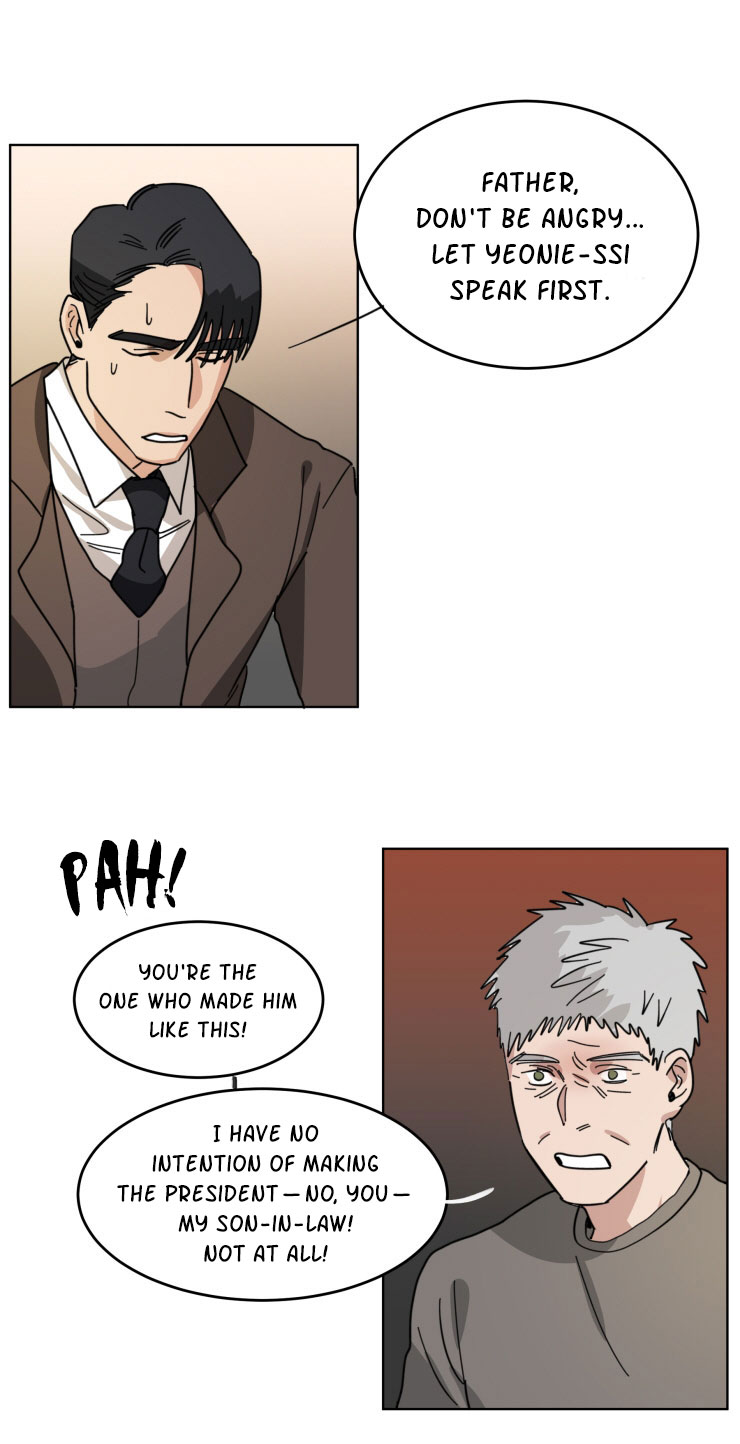 FATHER,
DON'T BE ANGRY...
LET YEONIE-SSI
SPEAK FIRST.
PAH!
YOU'RE THE
ONE WHO MADE HIM
LIKE THIS!
I HAVE NO
INTENTION OF MAKING
THE PRESIDENT—NO, YOU—
MY SON-IN-LAW!
NOT AT ALL!